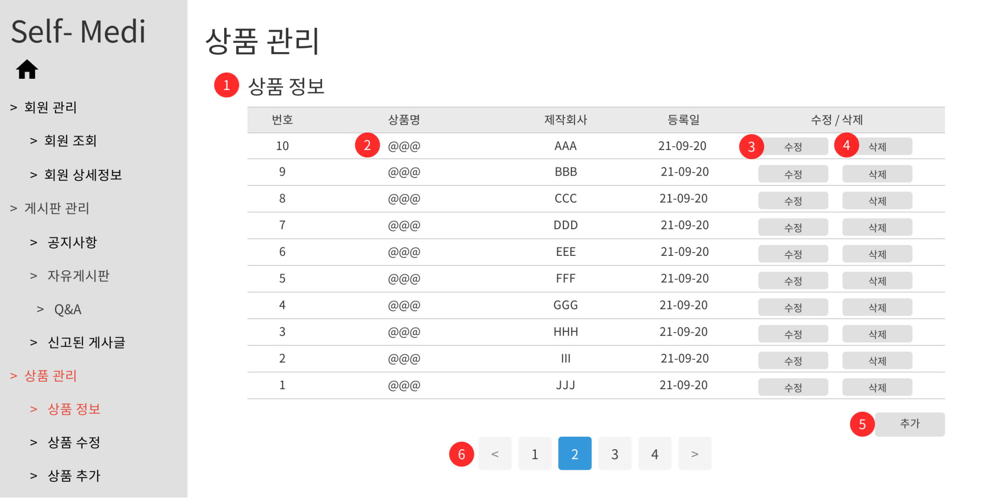 Self- Medi
> 회원 관리
> 회원 조회
> 회원 상세정보
> 게시판 관리
> 공지사항
> 자유게시판
> Q&A
> 신고된 게사글
> 상품 관리
> 상품 정보
> 상품 수정
> 상품 추가
상품 관리
1 상품 정보
번호 상품명 제작회사 등록일 수정 / 삭제
10 2 @@@ AAA 21-09-20 3 수정 4 삭제
9 @@@ BBB 21-09-20 수정 삭제
8 @@@ CCC 21-09-20 수정 삭제
7 @@@ DDD 21-09-20 수정 삭제
6 @@@ EEE 21-09-20 수정 삭제
5 @@@ FFF 21-09-20 수정 삭제
4 @@@ GGG 21-09-20 수정 삭제
3 @@@ HHH 21-09-20 수정 삭제
2 @@@ III 21-09-20 수정 삭제
1 @@@ JJJ 21-09-20 수정 삭제
5 추가
6 < 1 2 3 4 >